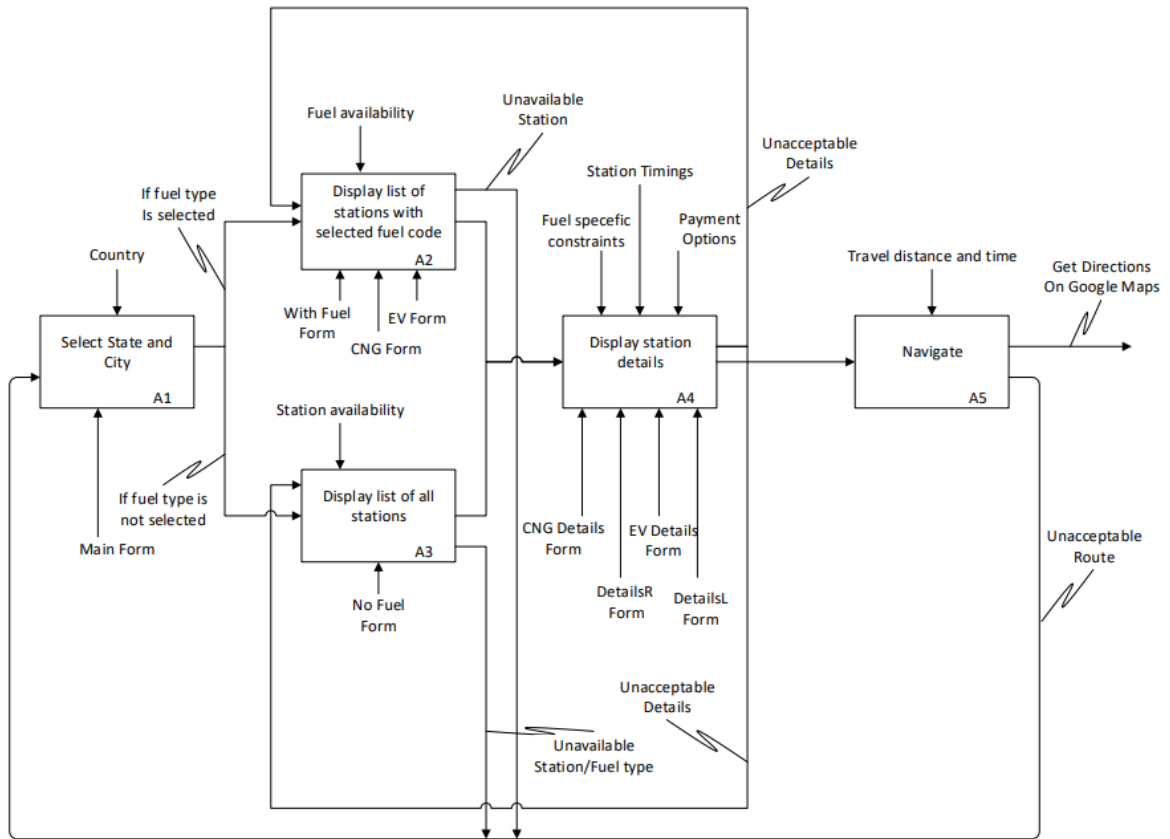 Fuel availability
Unavailable
Station
Unacceptable
Details
If fuel type
Is selected
Display list of
stations with
selected fuel code
A2
Station Timings
Fuel specefic
constraints
Payment
Options
Country
With Fuel
Form
CNG Form
EV Form
Travel distance and time
Get Directions
On Google Maps
Select State and
City
A1
Display station
details
A4
Navigate
A5
Station availability
If fuel type is
not selected
Main Form
Display list of all
stations
A3
No Fuel
Form
CNG Details
Form
DetailsR
Form
EV Details
Form
DetailsL
Form
Unacceptable
Route
Unacceptable
Details
Unavailable
Station/Fuel type